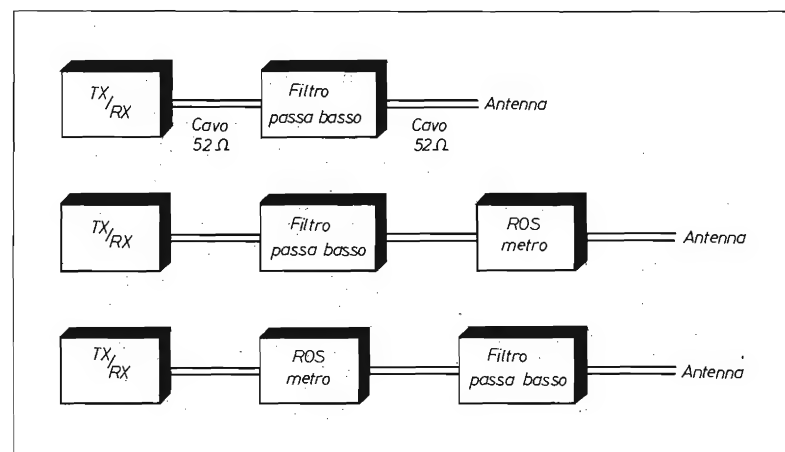 TX/RX
Filtro
passa basso
Antenna
Cavo
52 Ω
Cavo
52 Ω
TX/RX
Filtro
passa basso
ROS
metro
Antenna
TX/RX
ROS
metro
Filtro
passa basso
Antenna